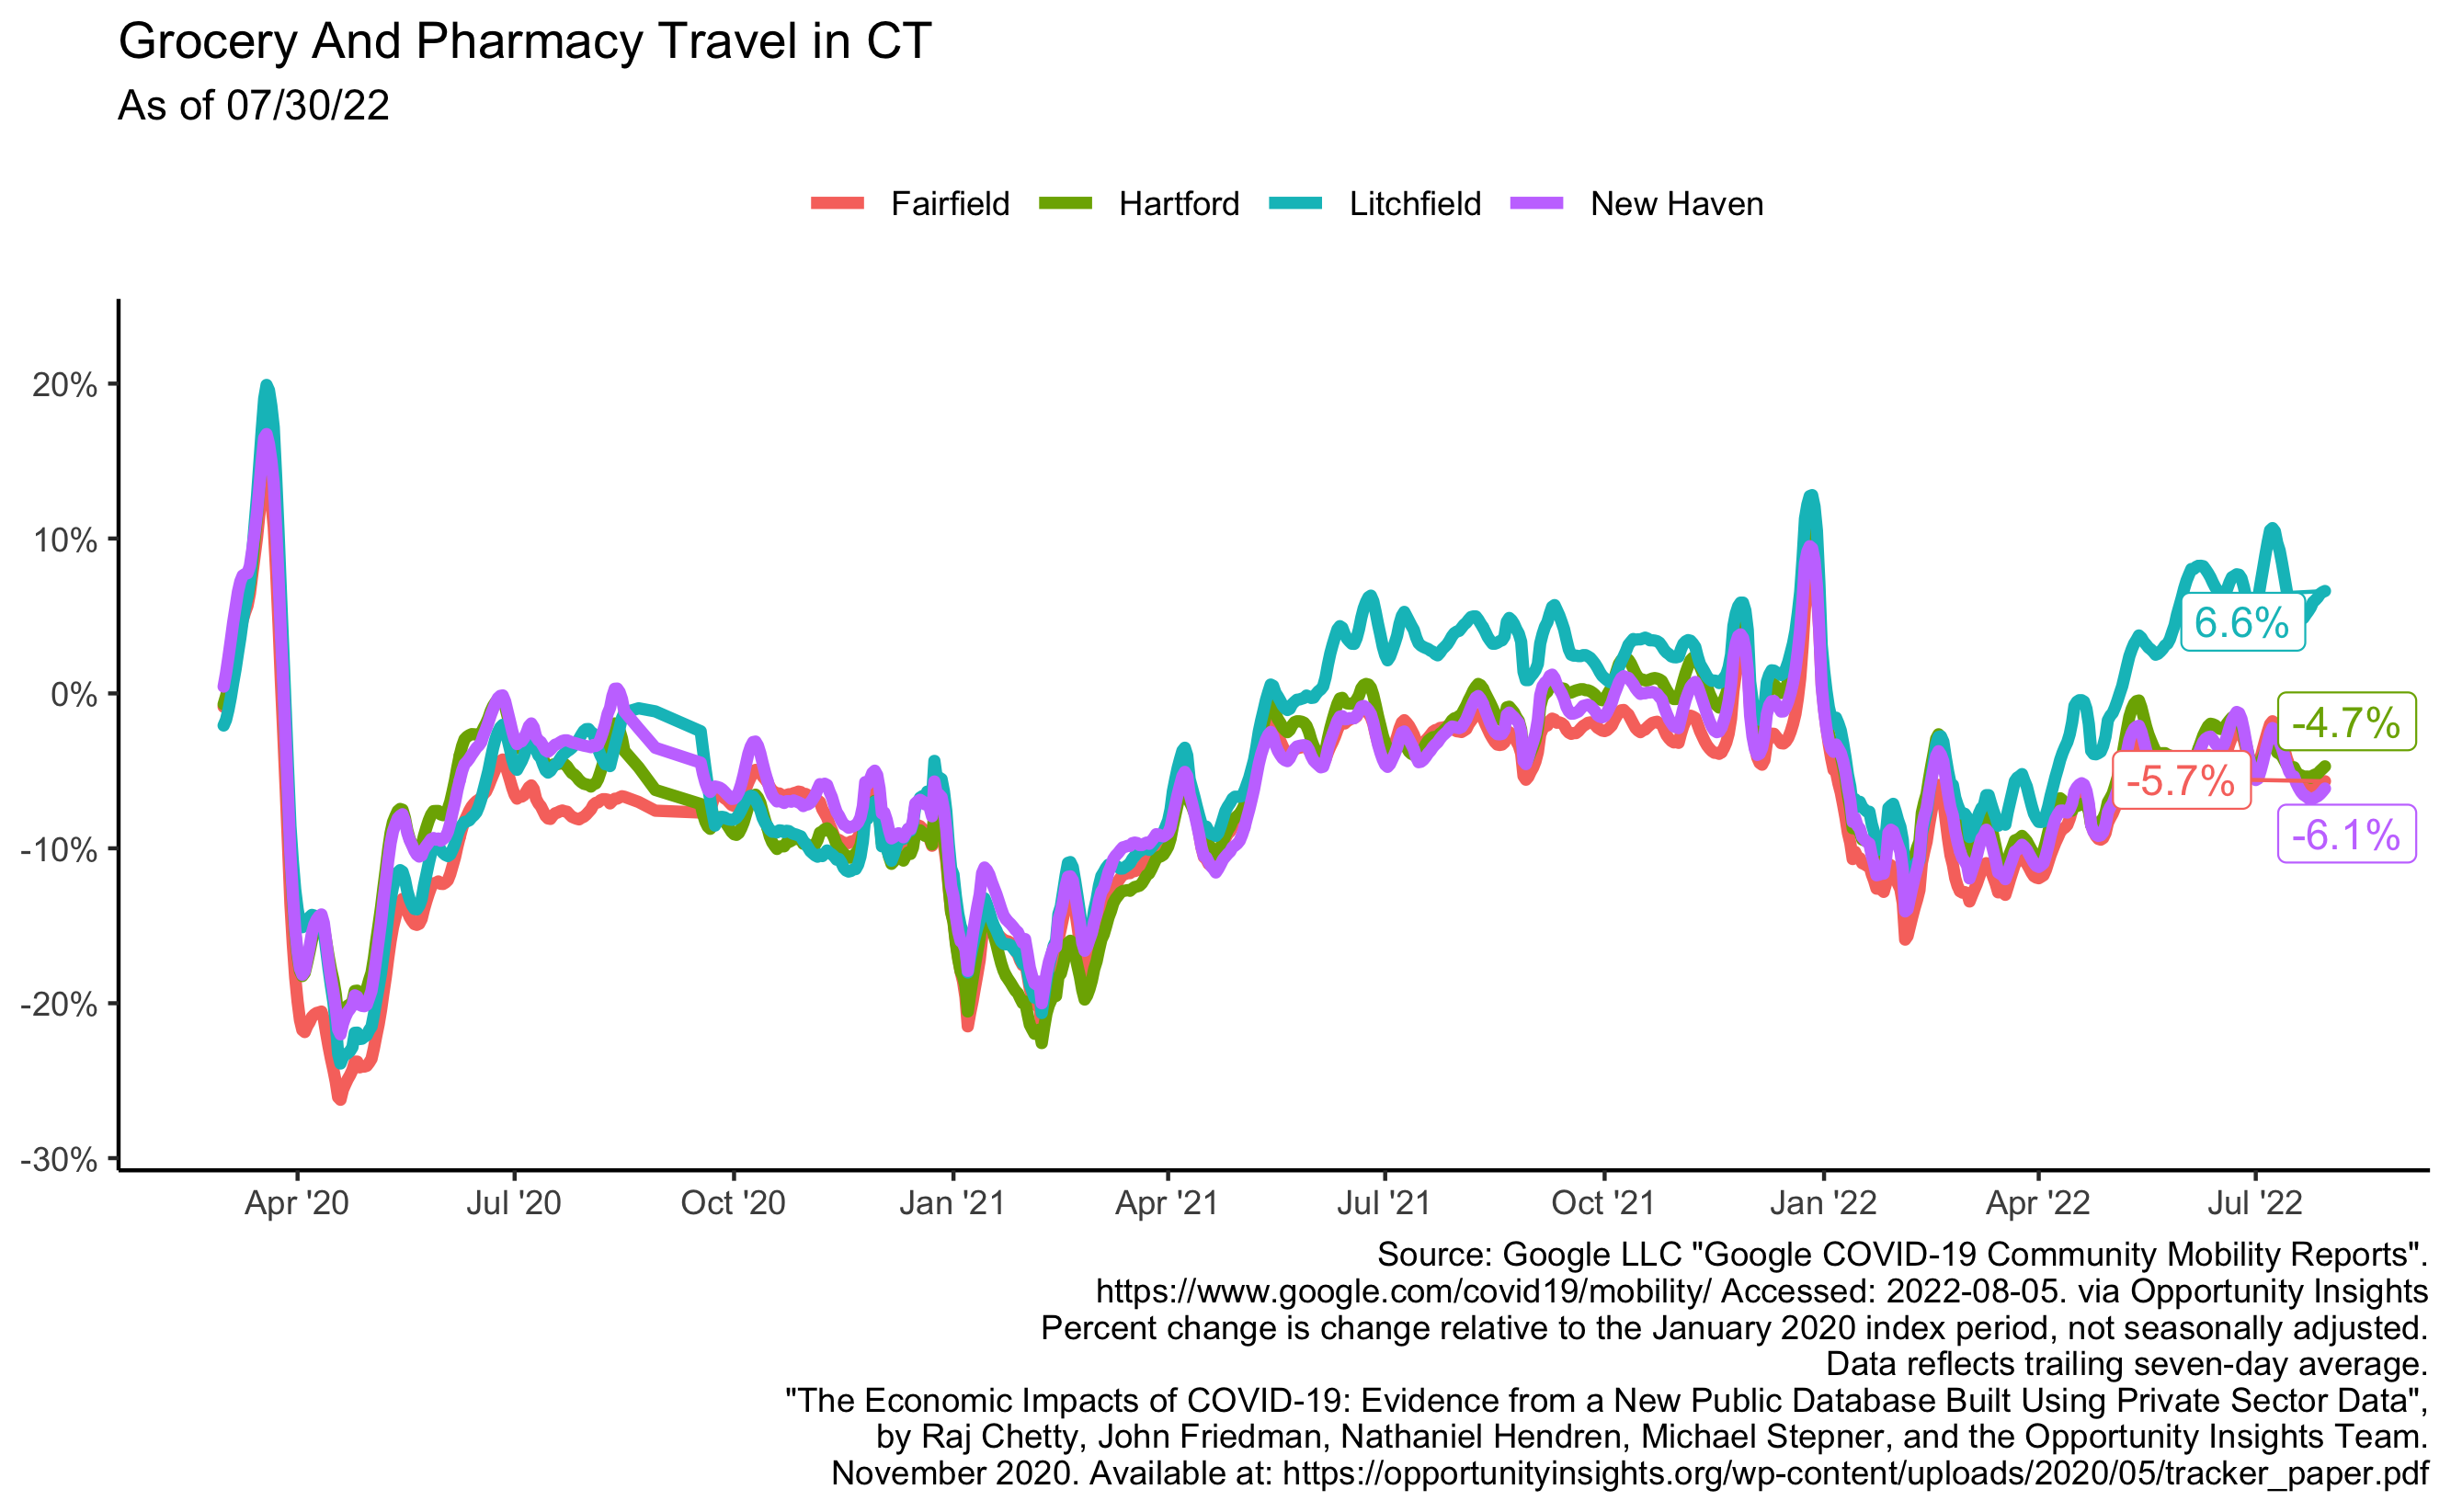 Grocery And Pharmacy Travel in CT
As of 07/30/22
Fairfield Hartford Litchfield New Haven
20%
10%
0%
-10%
-20%
-30%
6.6%
-4.7%
-5.7%
-6.1%
Apr '20 Jul '20 Oct '20 Jan '21 Apr '21 Jul '21 Oct '21 Jan '22 Apr '22 Jul '22
Source: Google LLC "Google COVID-19 Community Mobility Reports".
https://www.google.com/covid19/mobility/ Accessed: 2022-08-05. via Opportunity Insights
Percent change is change relative to the January 2020 index period, not seasonally adjusted.
Data reflects trailing seven-day average.
"The Economic Impacts of COVID-19: Evidence from a New Public Database Built Using Private Sector Data",
by Raj Chetty, John Friedman, Nathaniel Hendren, Michael Stepner, and the Opportunity Insights Team.
November 2020. Available at: https://opportunityinsights.org/wp-content/uploads/2020/05/tracker_paper.pdf